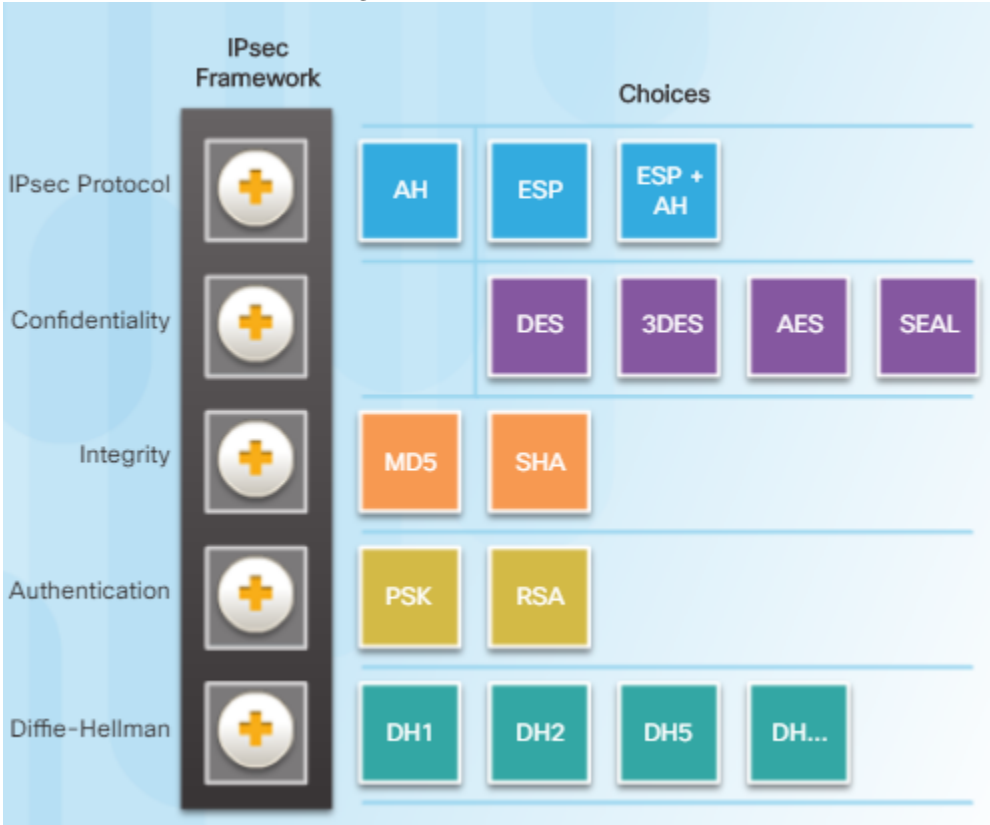 IPsec
Framework
Choices
IPsec Protocol
AH
ESP
ESP +
AH
Confidentiality
DES
3DES
AES
SEAL
Integrity
MD5
SHA
Authentication
PSK
RSA
Diffie-Hellman
DH1
DH2
DH5
DH...